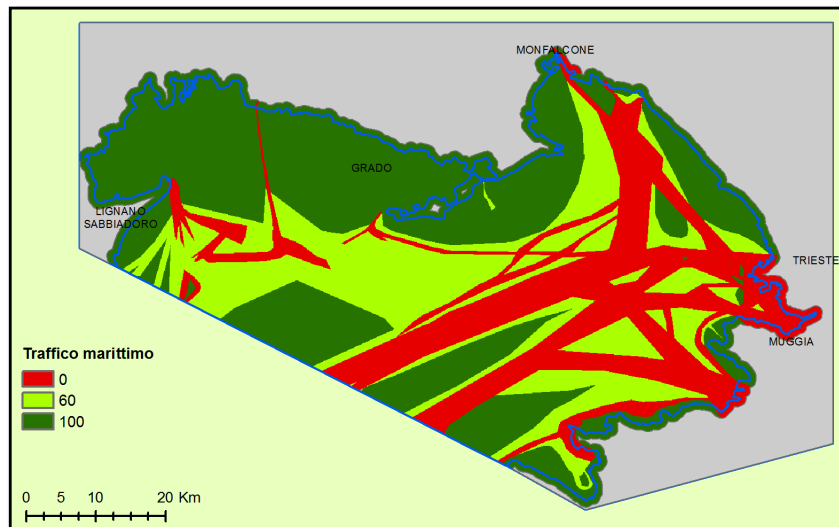 MONFALCONE
GRADO
LIGNANO
SABBIADORO
TRIESTE
MUGGIA
Traffico marittimo
0
60
100
0 5 10 20 Km